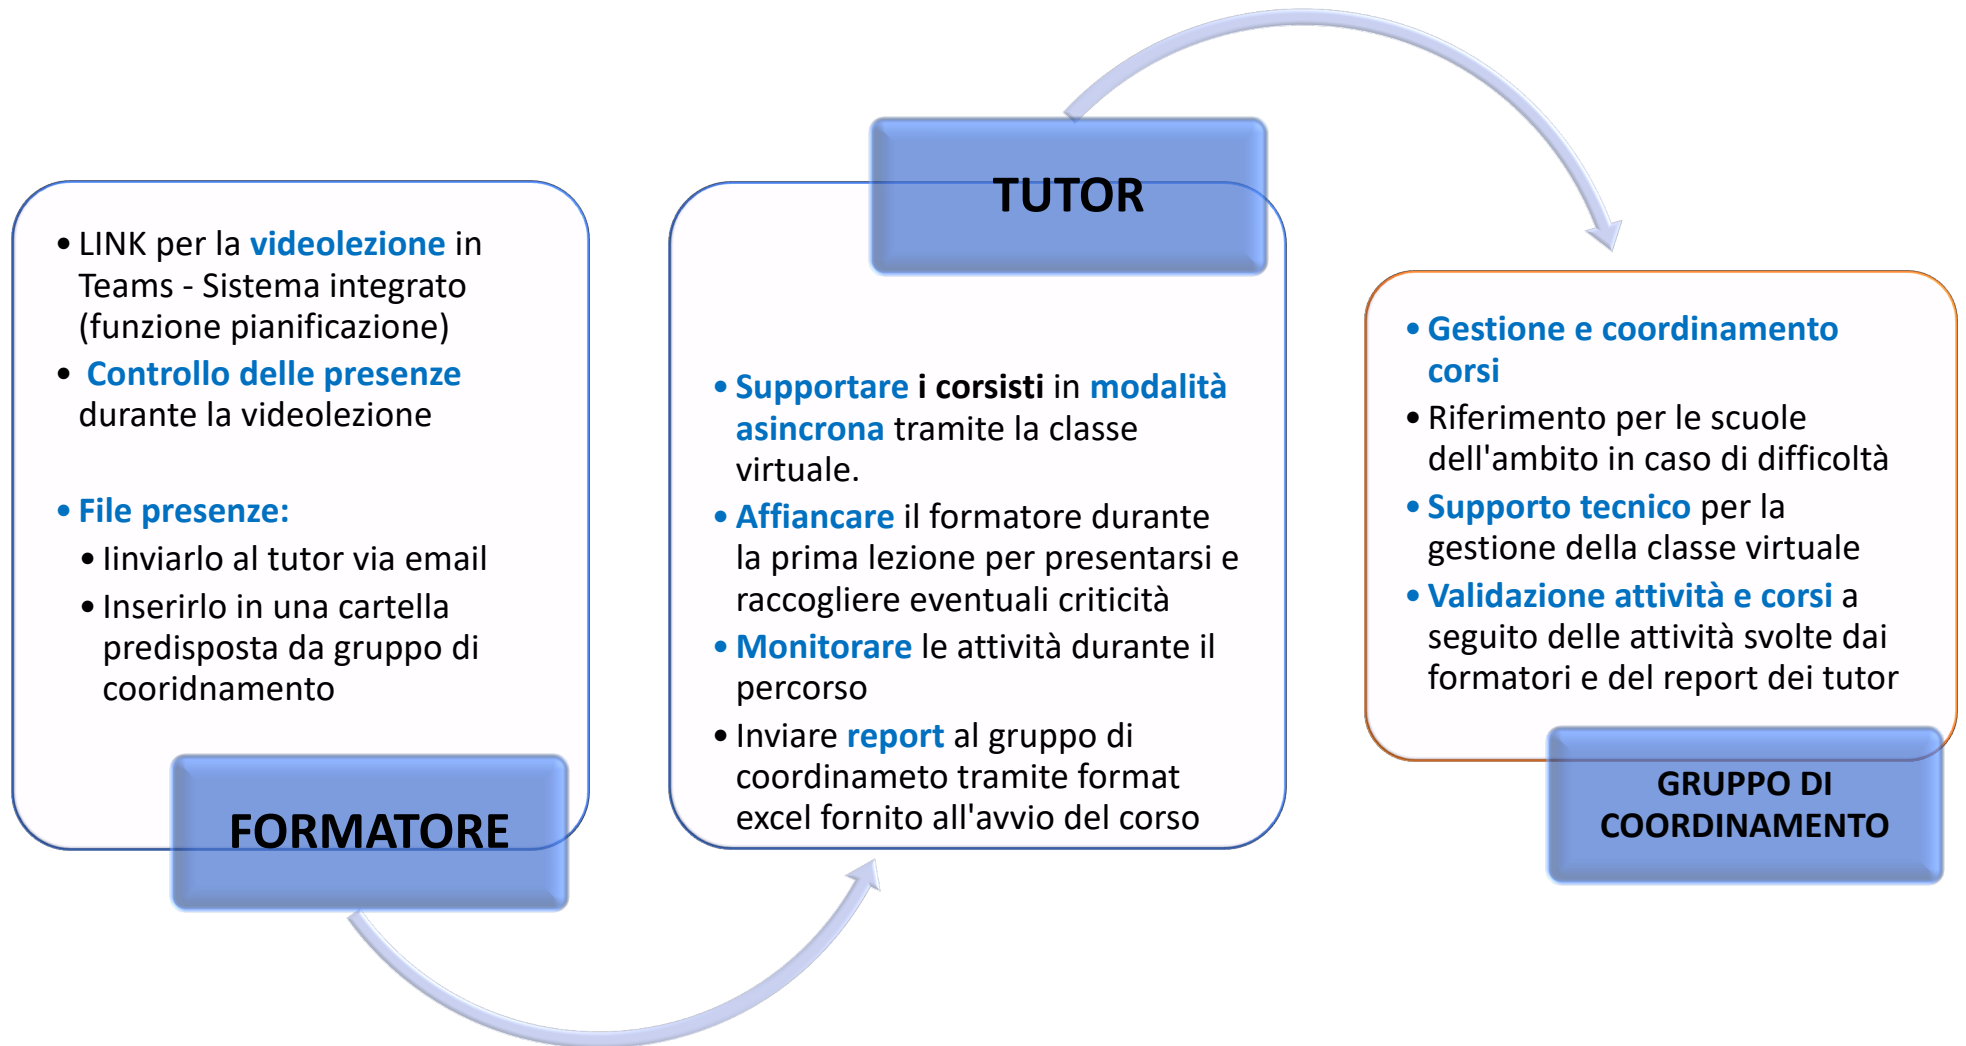 • LINK per la videolezione in
Teams - Sistema integrato
(funzione pianificazione)
• Controllo delle presenze
durante la videolezione
• File presenze:
• Iinviarlo al tutor via email
• Inserirlo in una cartella
predisposta da gruppo di
cooridnamento
FORMATORE
TUTOR
• Supportare i corsisti in modalità
asincrona tramite la classe
virtuale.
• Affiancare il formatore durante
la prima lezione per presentarsi e
raccogliere eventuali criticità
• Monitorare le attività durante il
percorso
• Inviare report al gruppo di
coordinameto tramite format
excel fornito all'avvio del corso
• Gestione e coordinamento
corsi
• Riferimento per le scuole
dell'ambito in caso di difficoltà
• Supporto tecnico per la
gestione della classe virtuale
• Validazione attività e corsi a
seguito delle attività svolte dai
formatori e del report dei tutor
GRUPPO DI
COORDINAMENTO